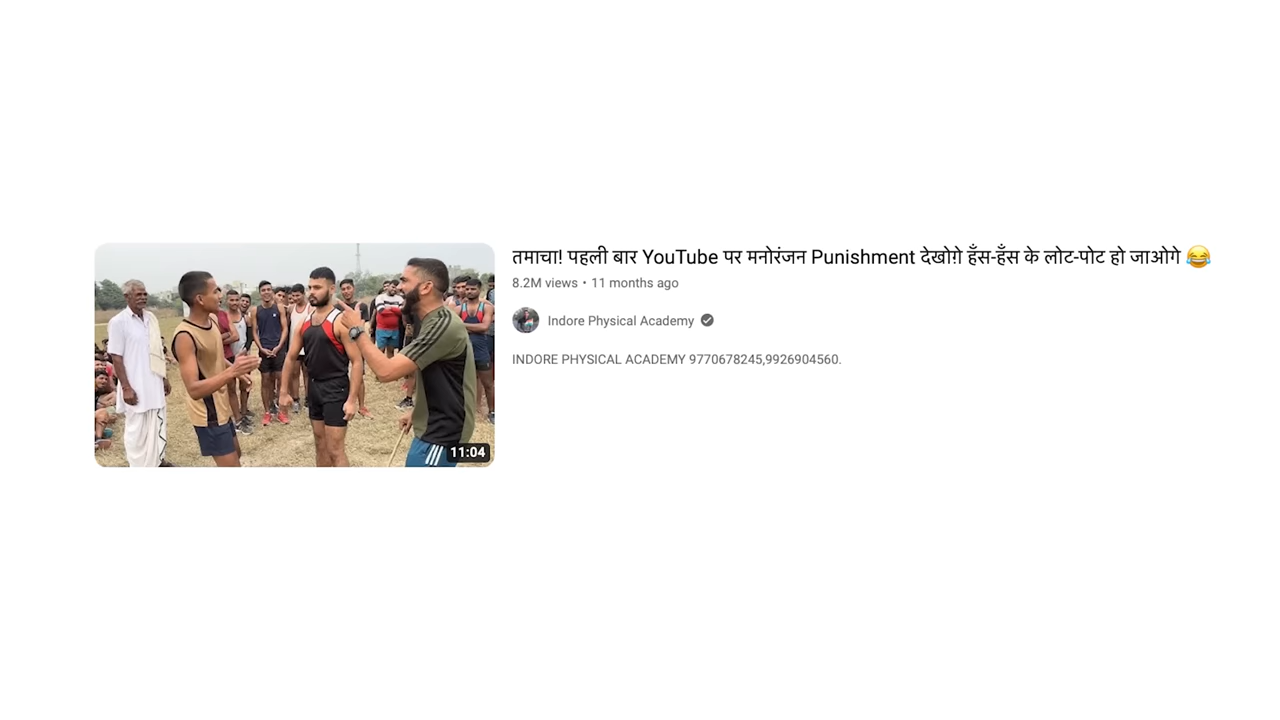 तमाचा! पहली बार YouTube पर मनोरंजन Punishment देखोगे़ हँस-हँस के लोट-पोट हो जाओगे 😂
8.2M views • 11 months ago
Indore Physical Academy
INDORE PHYSICAL ACADEMY 9770678245,9926904560.
11:04